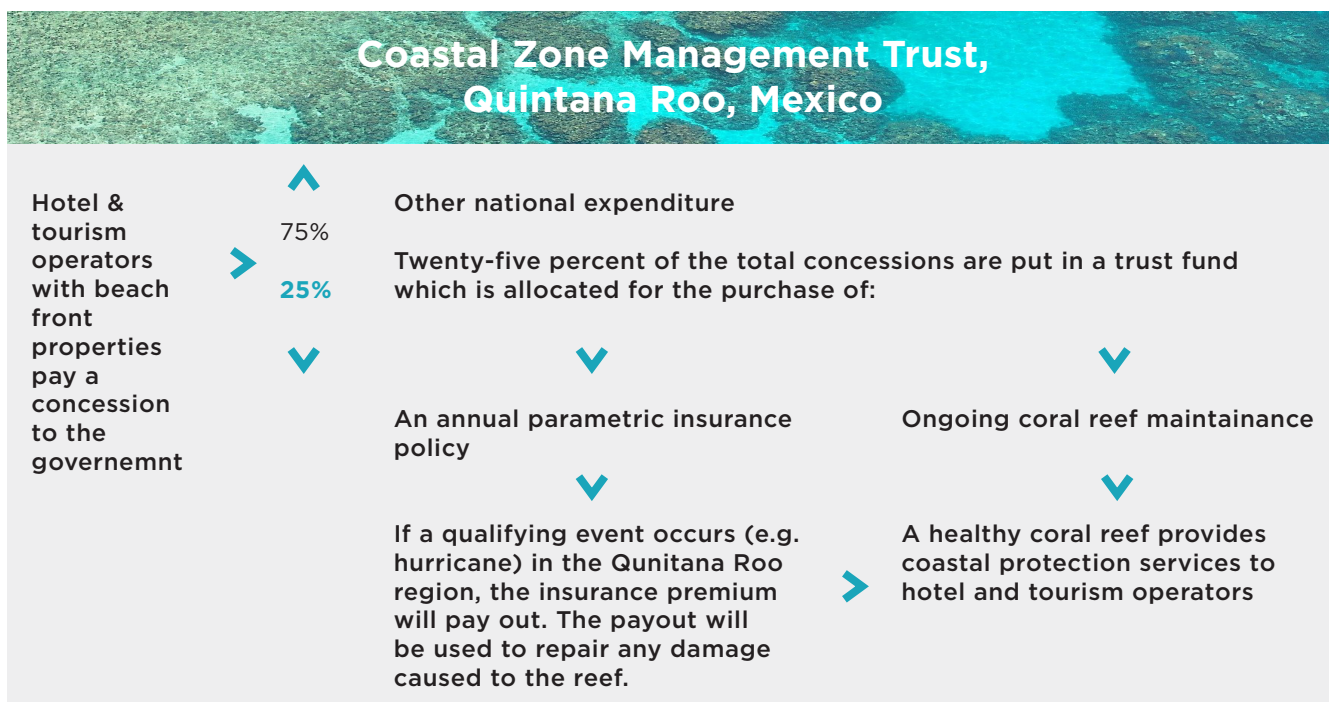 Coastal Zone Management Trust,
Quintana Roo, Mexico
Hotel &
tourism
operators
with beach
front
properties
pay a
concession
to the
governemnt
75%
25%
Other national expenditure
Twenty-five percent of the total concessions are put in a trust fund
which is allocated for the purchase of:
An annual parametric insurance
policy
Ongoing coral reef maintainance
If a qualifying event occurs (e.g.
hurricane) in the Qunitana Roo
region, the insurance premium
will pay out. The payout will
be used to repair any damage
caused to the reef.
A healthy coral reef provides
coastal protection services to
hotel and tourism operators